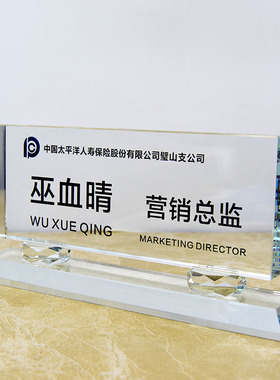 中国太平洋人寿保险股份有限公司璧山支公司
巫血晴 营销总监
WU XUE QING MARKETING DIRECTOR